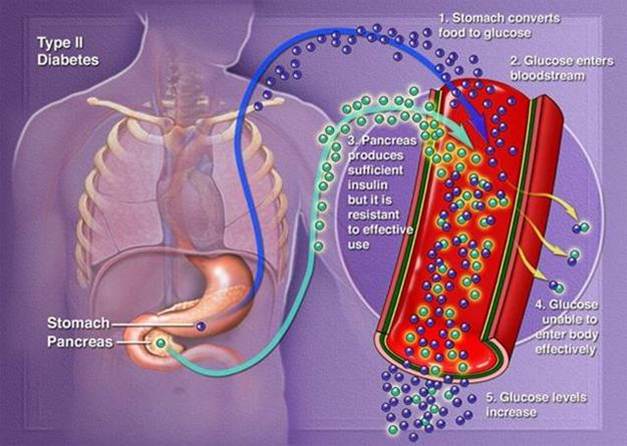 Type II
Diabetes
1. Stomach converts
food to glucose
2. Glucose enters
bloodstream
3. Pancreas
produces
sufficient
insulin
but it is
resistant
to effective
use
Stomach
Pancreas
4. Glucose
unable to
enter body
effectively
5. Glucose levels
increase